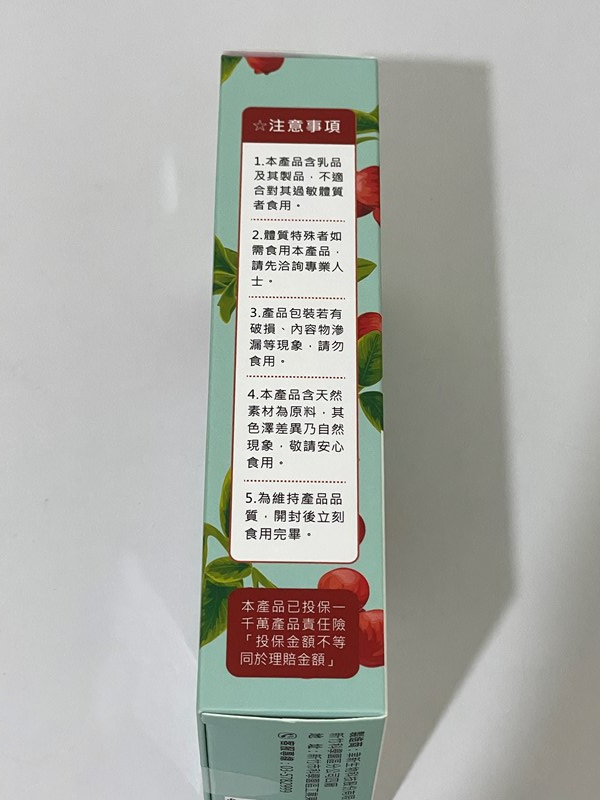 ☆注意事項
1.本產品含乳品
及其製品，不適
合對其過敏體質
者食用。
2.體質特殊者如
需食用本產品，
請先洽詢專業人
士。
3.產品包裝若有
破損、內容物滲
漏等現象，請勿
食用。
4.本產品含天然
素材為原料，其
色澤差異乃自然
現象，敬請安心
食用。
5.為維持產品品
質，開封後立刻
食用完畢。
本產品已投保一
千萬產品責任險
「投保金額不等
同於理賠金額」